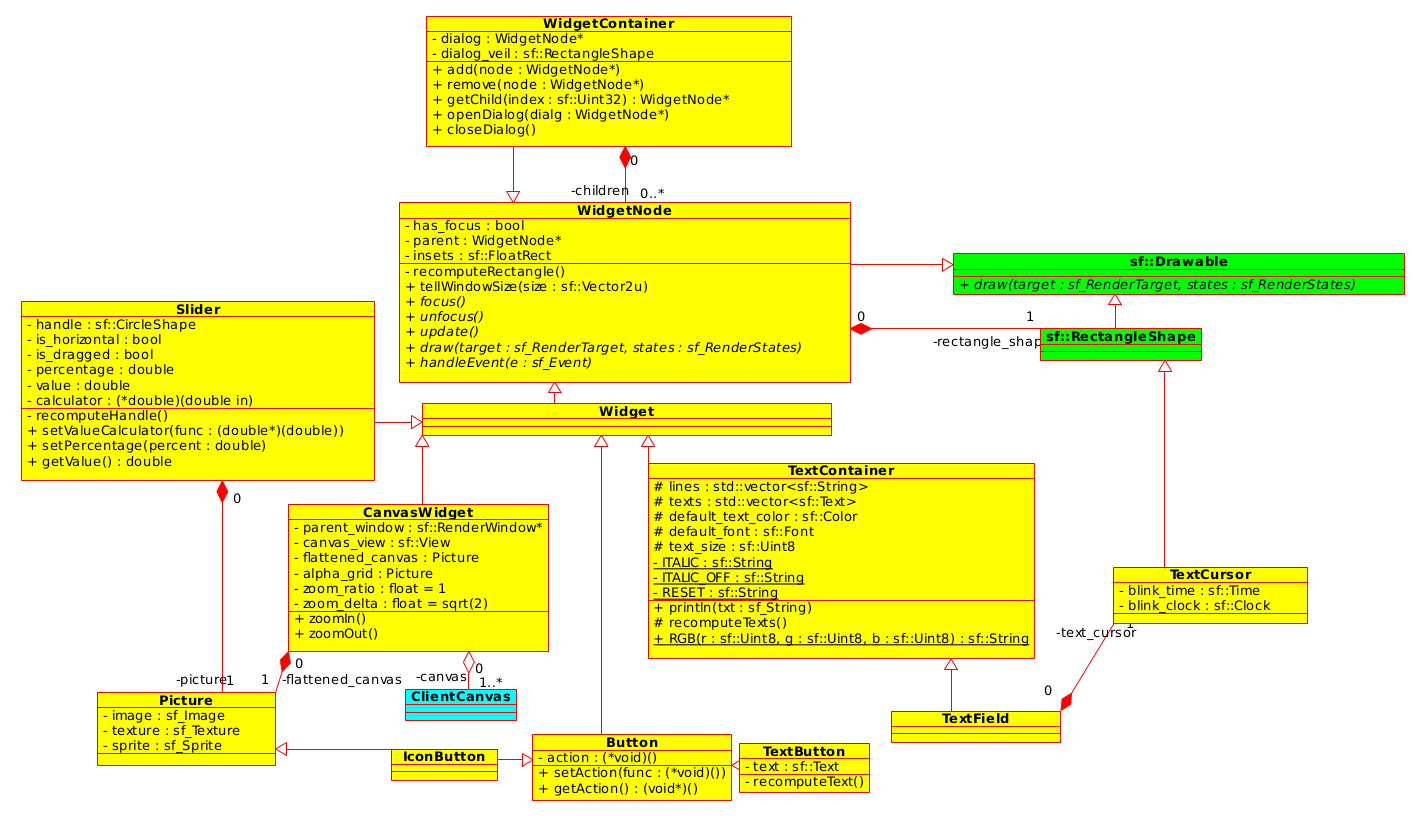 WidgetContainer
- dialog : WidgetNode*
- dialog_veil : sf::RectangleShape
+ add(node : WidgetNode*)
+ remove(node : WidgetNode*)
+ getChild(index : sf::Uint32) : WidgetNode*
+ openDialog(dialg : WidgetNode*)
+ closeDialog()
0
-children
0..*
WidgetNode
- has_focus : bool
- parent : WidgetNode*
- insets : sf::FloatRect
- recomputeRectangle()
+ tellWindowSize(size : sf::Vector2u)
+ focus()
+ unfocus()
+ update()
+ draw(target : sf_RenderTarget, states : sf_RenderStates)
+ handleEvent(e : sf_Event)
sf::Drawable
+ draw(target : sf_RenderTarget, states : sf_RenderStates)
0
1
-rectangle_shap
sf::RectangleShape
Slider
- handle : sf::CircleShape
- is_horizontal : bool
- is_dragged : bool
- percentage : double
- value : double
- calculator : (*double)(double in)
- recomputeHandle()
+ setValueCalculator(func : (double*)(double))
+ setPercentage(percent : double)
+ getValue() : double
0
Widget
TextContainer
# lines : std::vector<sf::String>
# texts : std::vector<sf::Text>
# default_text_color : sf::Color
# default_font : sf::Font
# text_size : sf::Uint8
- ITALIC : sf::String
- ITALIC_OFF : sf::String
- RESET : sf::String
+ println(txt : sf_String)
# recomputeTexts()
+ RGB(r : sf::Uint8, g : sf::Uint8, b : sf::Uint8) : sf::String
CanvasWidget
- parent_window : sf::RenderWindow*
- canvas_view : sf::View
- flattened_canvas : Picture
- alpha_grid : Picture
- zoom_ratio : float = 1
- zoom_delta : float = sqrt(2)
+ zoomIn()
+ zoomOut()
TextCursor
- blink_time : sf::Time
- blink_clock : sf::Clock
1
-text_cursor
0
0
-picture
1
1
-flattened_canvas
0
-canvas
1..*
ClientCanvas
Picture
- image : sf_Image
- texture : sf_Texture
- sprite : sf_Sprite
TextField
IconButton
Button
- action : (*void)()
+ setAction(func : (*void)())
+ getAction() : (void*)()
TextButton
- text : sf::Text
- recomputeText()